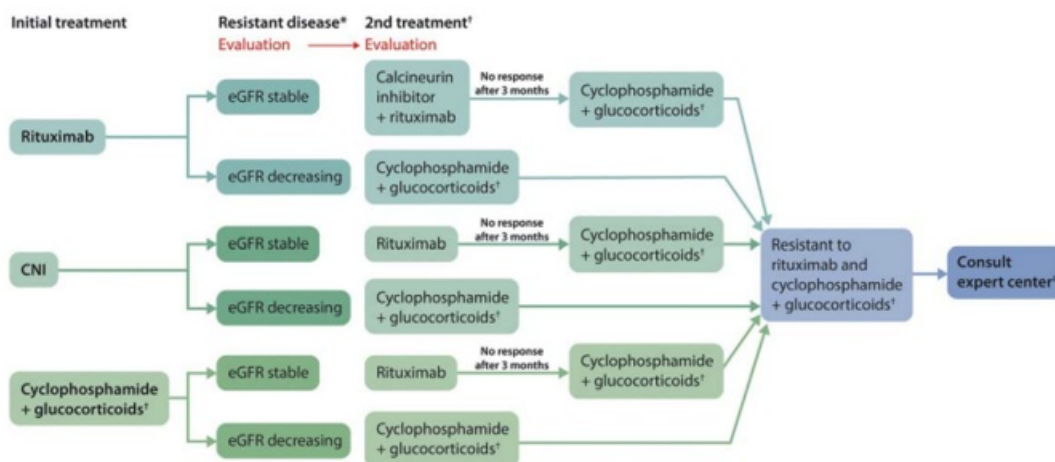 Initial treatment
Resistant disease*
2nd treatment†
Evaluation
Evaluation
Rituximab
eGFR stable
Calcineurin
inhibitor
+ rituximab
No response
after 3 months
Cyclophosphamide
+ glucocorticoids†
eGFR decreasing
Cyclophosphamide
+ glucocorticoids†
CNI
eGFR stable
Rituximab
No response
after 3 months
Cyclophosphamide
+ glucocorticoids†
eGFR decreasing
Cyclophosphamide
+ glucocorticoids†
Cyclophosphamide
+ glucocorticoids†
eGFR stable
Rituximab
No response
after 3 months
Cyclophosphamide
+ glucocorticoids†
eGFR decreasing
Cyclophosphamide
+ glucocorticoids†
Resistant to
rituximab and
cyclophosphamide
+ glucocorticoids†
Consult
expert center